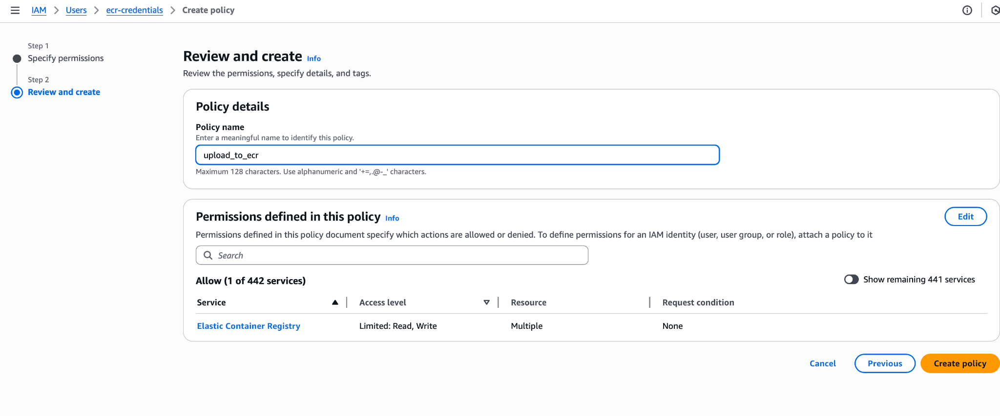 IAM > Users > ecr-credentials > Create policy
Step 1
Specify permissions
Step 2
Review and create
Review and create Info
Review the permissions, specify details, and tags.
Policy details
Policy name
Enter a meaningful name to identify this policy.
upload_to_ecr
Maximum 128 characters. Use alphanumeric and '+=,.@-_' characters.
Permissions defined in this policy Info
Edit
Permissions defined in this policy document specify which actions are allowed or denied. To define permissions for an IAM identity (user, user group, or role), attach a policy to it
Search
Allow (1 of 442 services)
Show remaining 441 services
Service Access level Resource Request condition
Elastic Container Registry Limited: Read, Write Multiple None
Cancel Previous Create policy